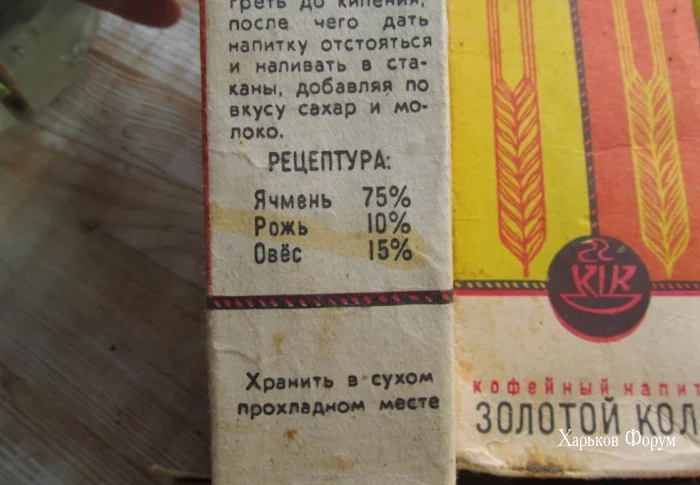 греть до кипения,
после чего дать
напитку отстояться
и наливать в ста-
каны, добавляя по
вкусу сахар и мо-
локо.
РЕЦЕПТУРА:
Ячмень 75%
Рожь 10%
Овёс 15%
Хранить в сухом
прохладном месте
КІК
кофейный напит
ЗОЛОТОЙ КОЛ
Харьков Форум